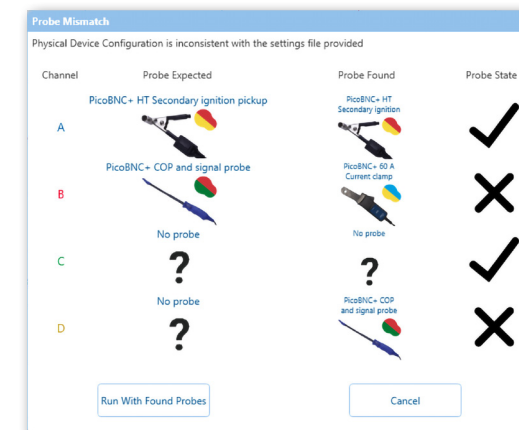 Probe Mismatch
Physical Device Configuration is inconsistent with the settings file provided
Channel Probe Expected Probe Found Probe State
PicoBNC+ HT Secondary ignition pickup
PicoBNC+ HT
Secondary ignition
A
PicoBNC+ COP and signal probe
PicoBNC+ 60 A
Current clamp
B
No probe
No probe
C
?
?
No probe
PicoBNC+ COP
and signal probe
D
?
Run With Found Probes
Cancel